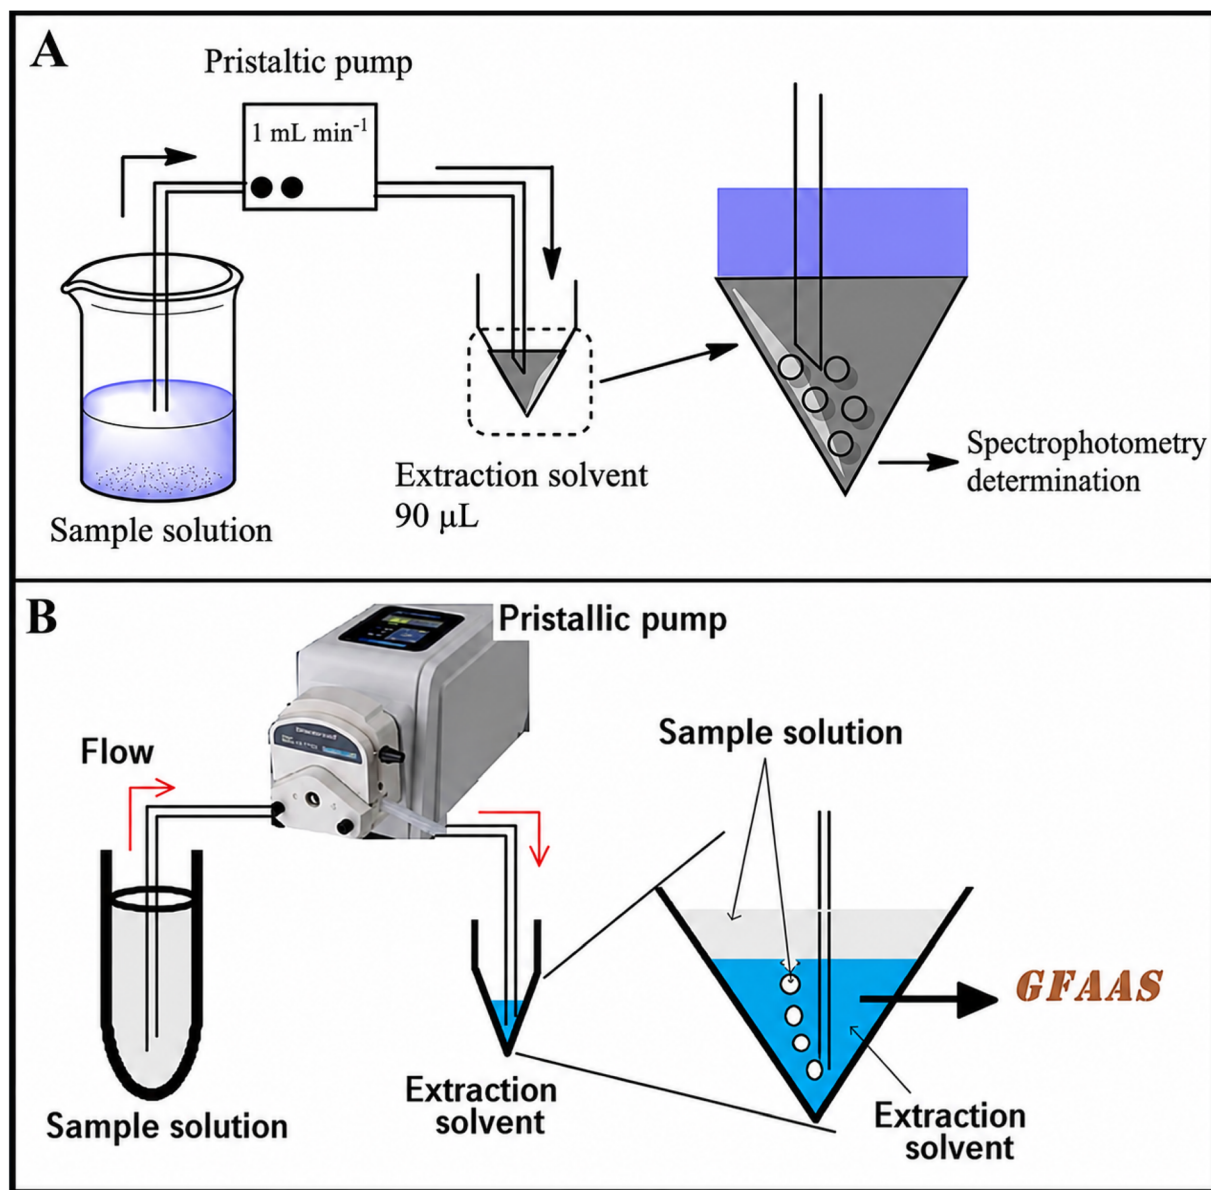 A
Pristaltic pump
1 mL min-1
Extraction solvent
90 μL
Sample solution
Spectrophotometry
determination
B
Pristallic pump
Flow
Sample solution
Sample solution
Extraction
solvent
GFAAS
Extraction
solvent